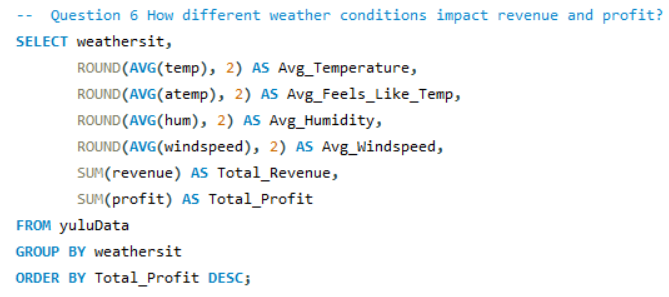 --  Question 6 How different weather conditions impact revenue and profit?
SELECT weathersit,
       ROUND(AVG(temp), 2) AS Avg_Temperature,
       ROUND(AVG(atemp), 2) AS Avg_Feels_Like_Temp,
       ROUND(AVG(hum), 2) AS Avg_Humidity,
       ROUND(AVG(windspeed), 2) AS Avg_Windspeed,
       SUM(revenue) AS Total_Revenue,
       SUM(profit) AS Total_Profit
FROM yuluData
GROUP BY weathersit
ORDER BY Total_Profit DESC;